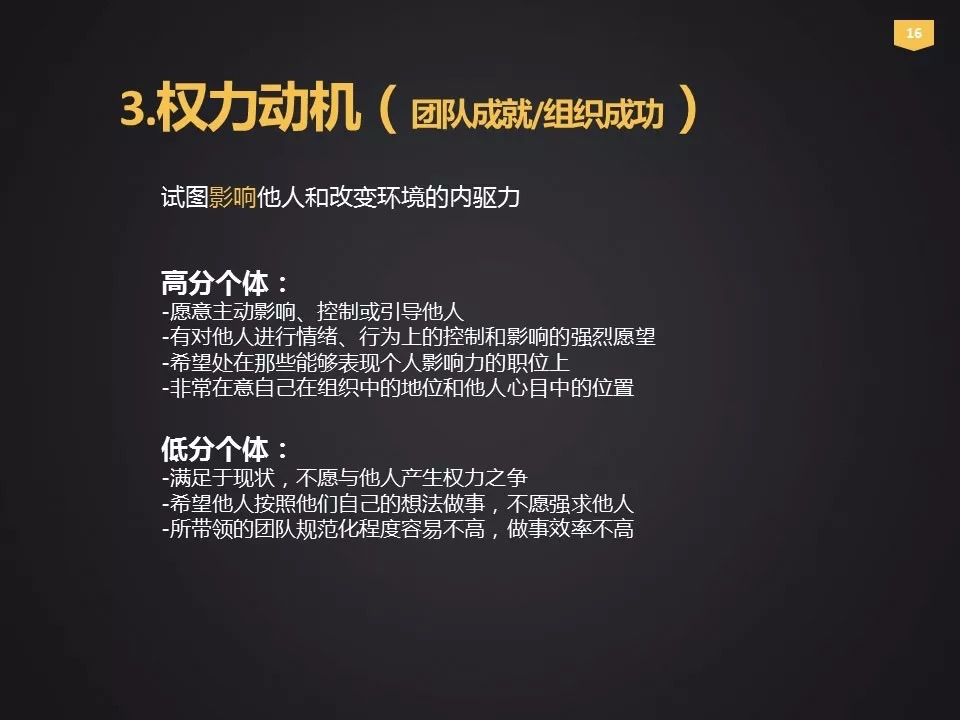 16
3.权力动机（团队成就/组织成功）
试图影响他人和改变环境的内驱力
高分个体：
-愿意主动影响、控制或引导他人
-有对他人进行情绪、行为上的控制和影响的强烈愿望
-希望处在那些能够表现个人影响力的职位上
-非常在意自己在组织中的地位和他人心目中的位置
低分个体：
-满足于现状，不愿与他人产生权力之争
-希望他人按照他们自己的想法做事，不愿强求他人
-所带领的团队规范化程度容易不高，做事效率不高